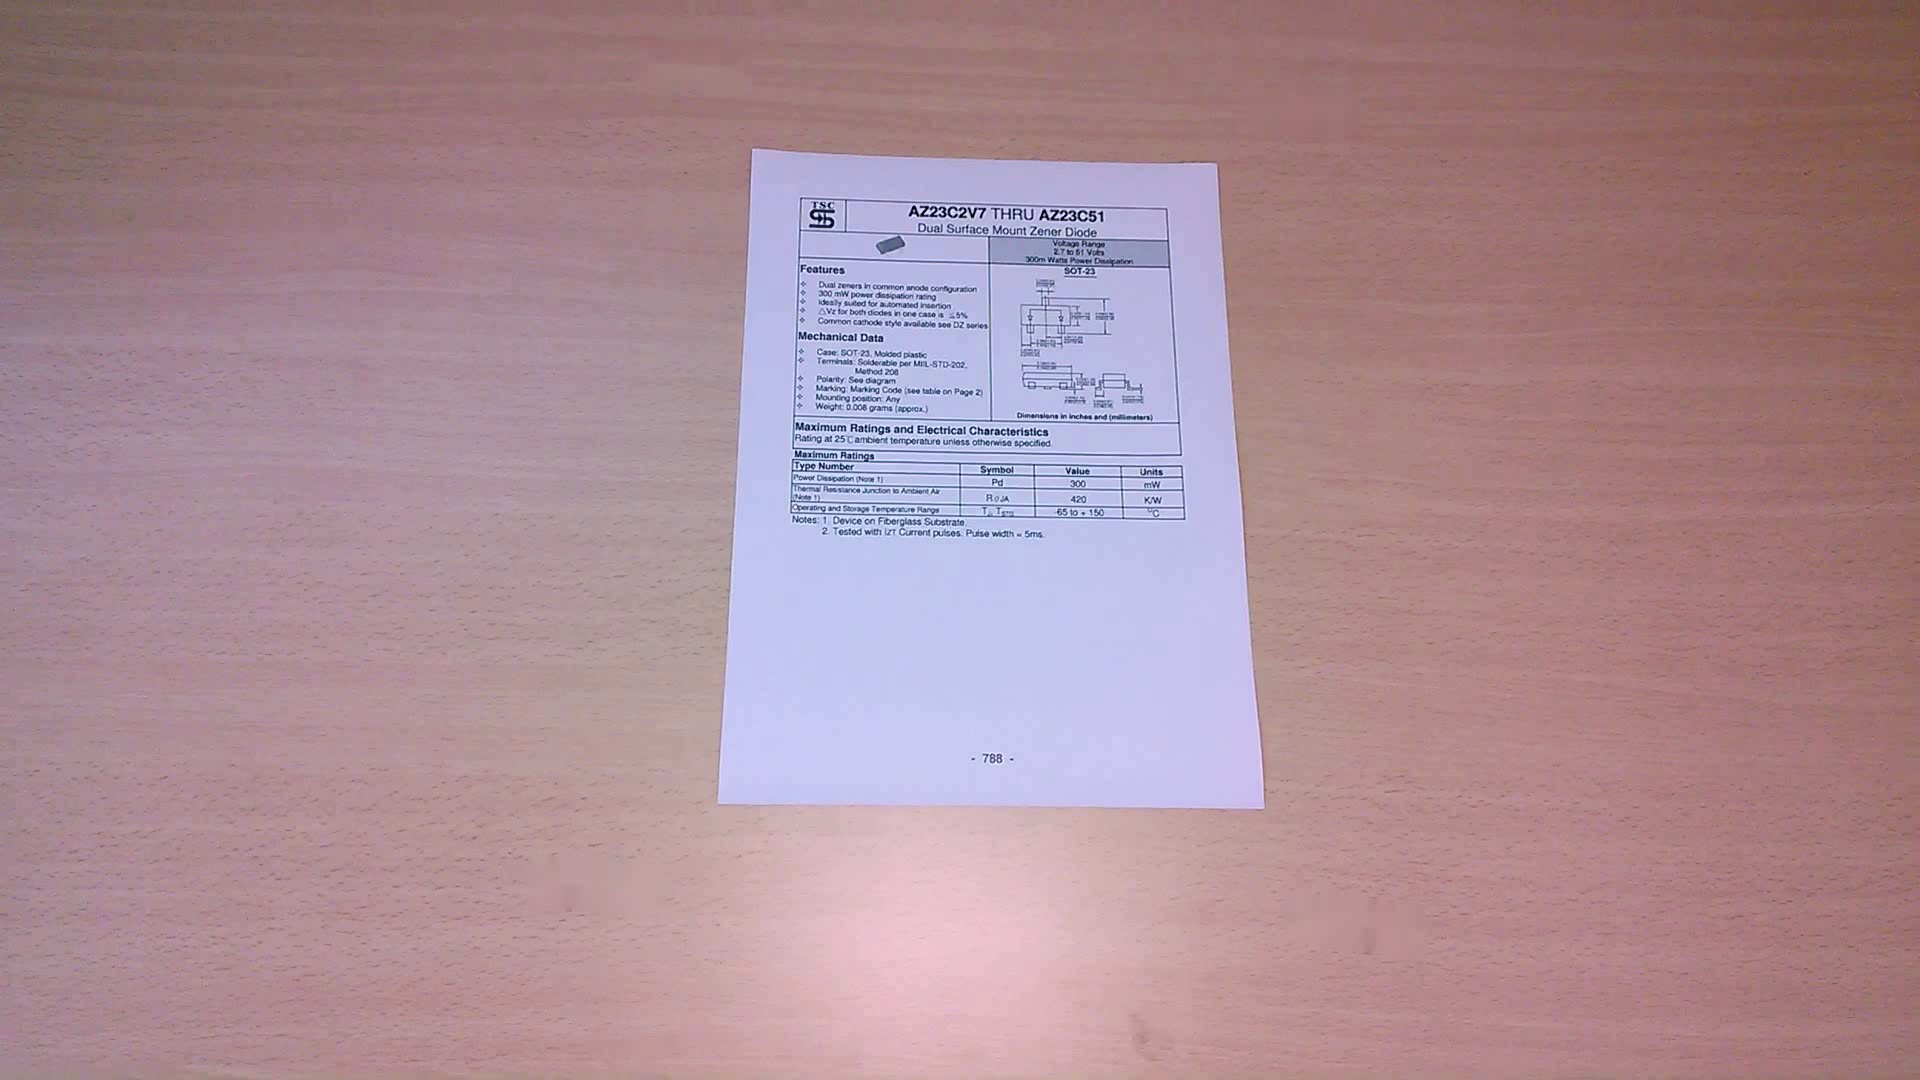 TSC
AZ23C2V7 THRU AZ23C51
Dual Surface Mount Zener Diode
Voltage Range
2.7 to 51 Volts
300m Watts Power Dissipation
SOT-23
Features
Dual zeners in common anode configuration
300 mW power dissipation rating
Ideally suited for automated insertion
△Vz for both diodes in one case is ≦5%
Common cathode style available see DZ series
Mechanical Data
Case: SOT-23, Molded plastic
Terminals: Solderable per MIIL-STD-202,
Method 208
Polarity: See diagram
Marking: Marking Code (see table on Page 2)
Mounting position: Any
Weight: 0.008 grams (approx.)
Dimensions in inches and (millimeters)
Maximum Ratings and Electrical Characteristics
Rating at 25℃ ambient temperature unless otherwise specified.
Maximum Ratings
Type Number Symbol Value Units
Power Dissipation (Note 1) Pd 300 mW
Thermal Resistance Junction to Ambient Air
(Note 1) RθJA 420 K/W
Operating and Storage Temperature Range TJ, TSTG -65 to + 150 °C
Notes: 1. Device on Fiberglass Substrate.
2. Tested with IZT Current pulses. Pulse width = 5ms.
- 788 -